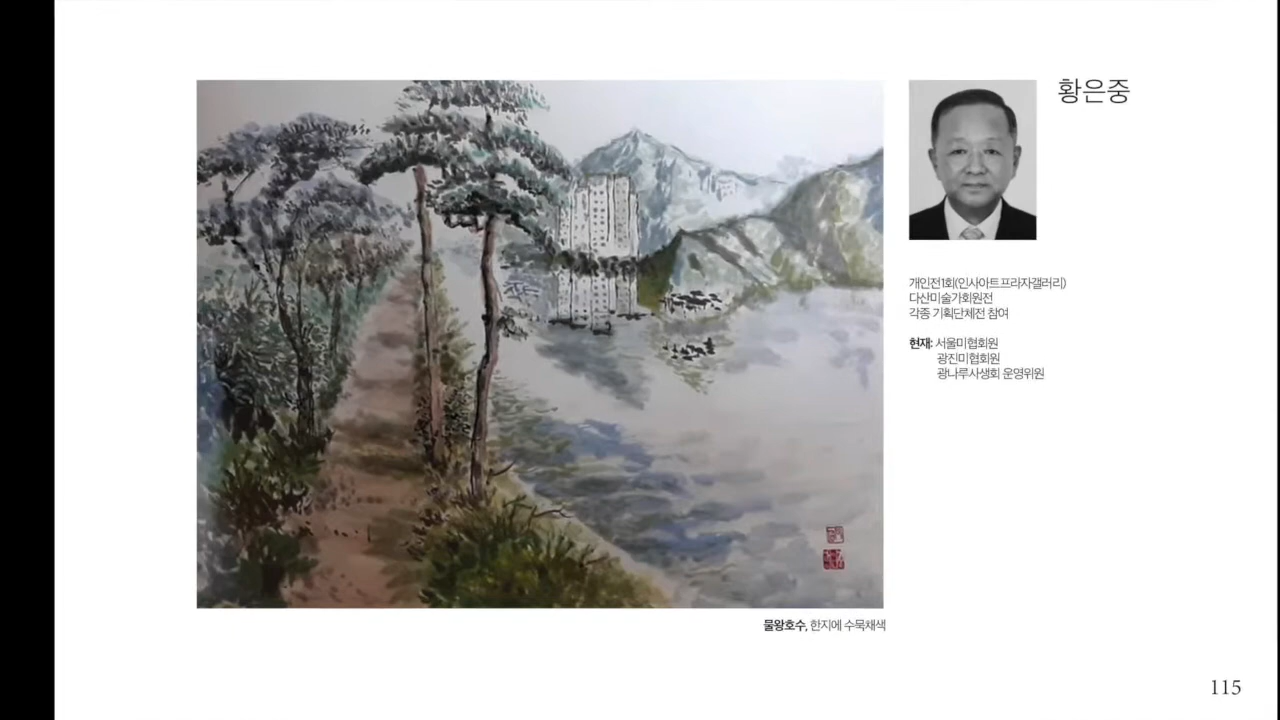 황은중
개인전1회(인사아트프라자갤러리)
다산미술가회원전
각종 기획단체전 참여
현재: 서울미협회원
광진미협회원
광나루사생회 운영위원
물왕호수, 한지에 수묵채색
115